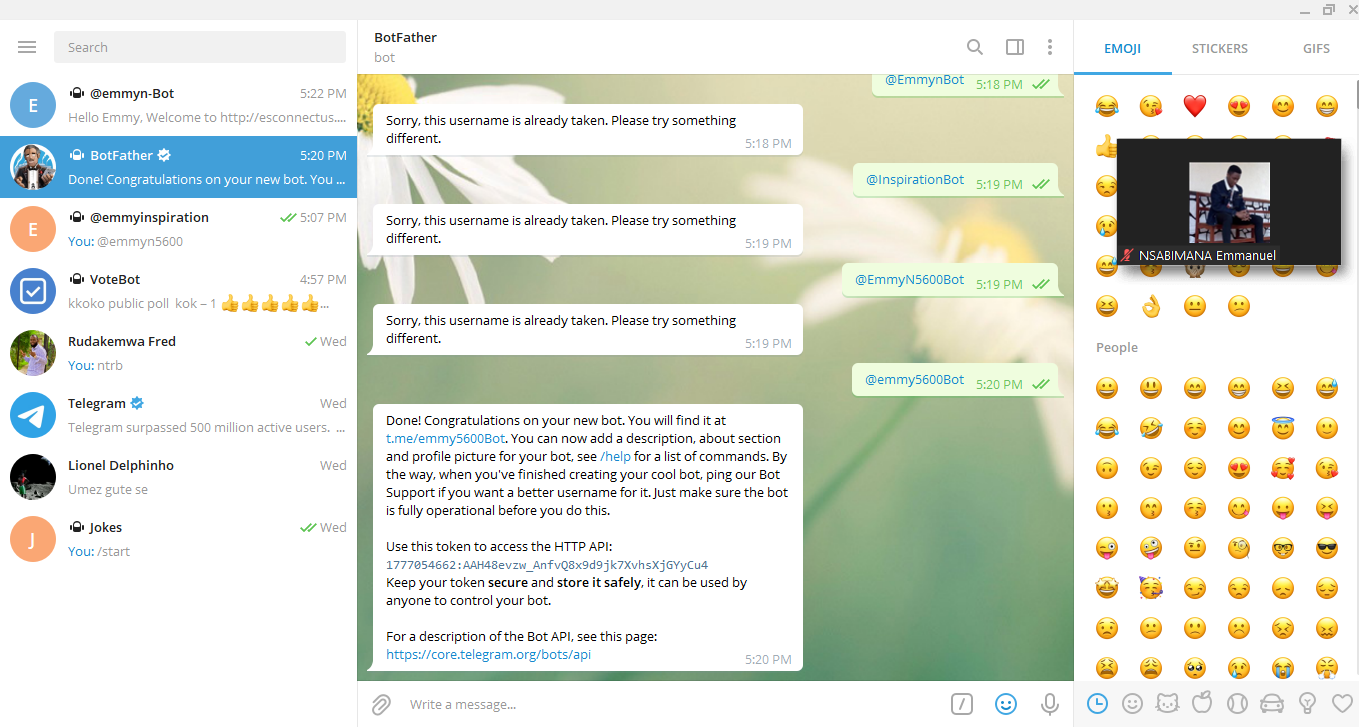 Search
@emmyn-Bot 5:22 PM
Hello Emmy, Welcome to http://esconnectus....
BotFather 5:20 PM
Done! Congratulations on your new bot. You ...
E @emmyinspiration 5:07 PM
You: @emmyn5600
VoteBot 4:57 PM
kkoko public poll kok – 1 👍👍👍👍👍...
Rudakemwa Fred Wed
You: ntrb
Telegram Wed
Telegram surpassed 500 million active users. ...
Lionel Delphinho Wed
Umez gute se
J Jokes Wed
You: /start
E
BotFather
bot
@EmmynBot 5:18 PM
Sorry, this username is already taken. Please try something
different.
5:18 PM
@InspirationBot 5:19 PM
Sorry, this username is already taken. Please try something
different.
5:19 PM
@EmmyN5600Bot 5:19 PM
Sorry, this username is already taken. Please try something
different.
5:19 PM
@emmy5600Bot 5:20 PM
Done! Congratulations on your new bot. You will find it at
t.me/emmy5600Bot. You can now add a description, about section
and profile picture for your bot, see /help for a list of commands. By
the way, when you've finished creating your cool bot, ping our Bot
Support if you want a better username for it. Just make sure the bot
is fully operational before you do this.
Use this token to access the HTTP API:
1777054662:AAH48evzw_AnfvQ8x9d9jk7XvhsXjGYyCu4
Keep your token secure and store it safely, it can be used by
anyone to control your bot.
For a description of the Bot API, see this page:
https://core.telegram.org/bots/api
5:20 PM
Write a message...
EMOJI STICKERS GIFS
NSABIMANA Emmanuel
People